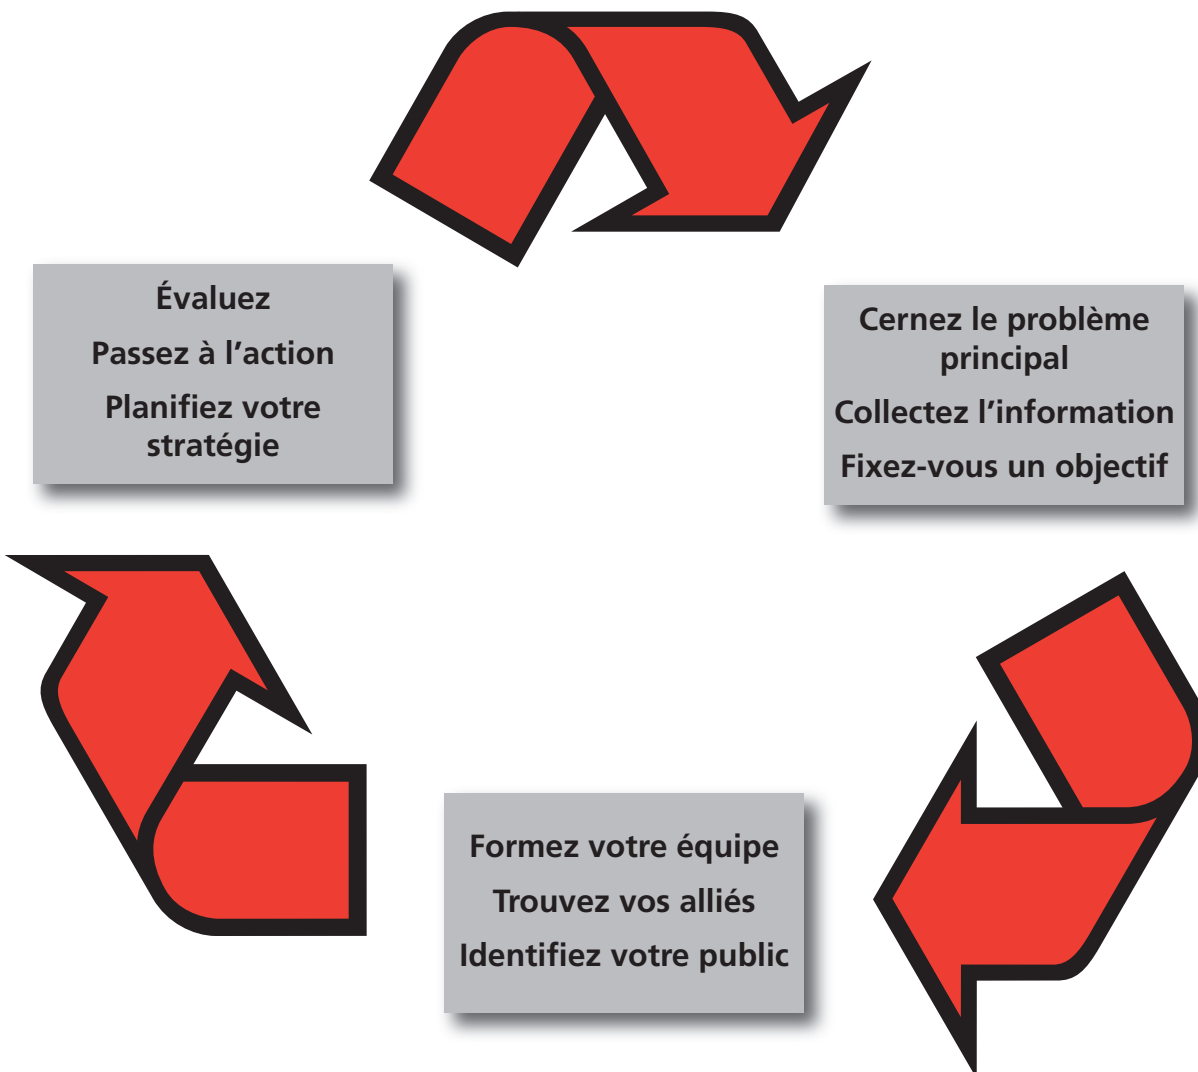 Évaluez
Passez à l’action
Planifiez votre
stratégie
Cernez le problème
principal
Collectez l’information
Fixez-vous un objectif
Formez votre équipe
Trouvez vos alliés
Identifiez votre public